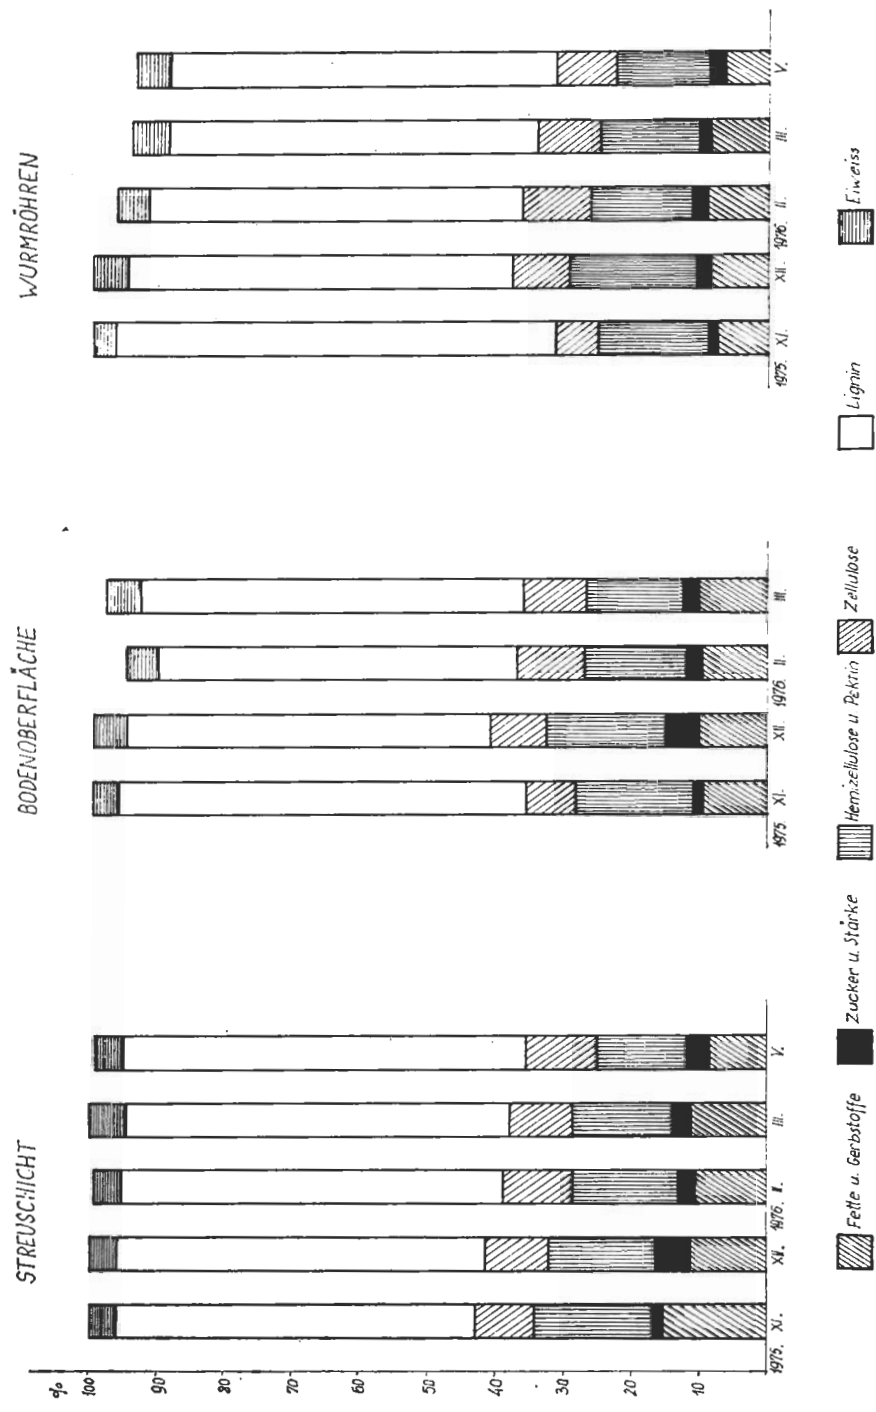 STREUSCHICHT
BODENOBERFLÄCHE
WURMRÖHREN
%
100
90
80
70
60
50
40
30
20
10
1975. XI. XII. 1976. II. III. V.
1975. XI. XII. 1976. II. III.
1975. XI. XII. 1976. II. III. V.
Fette u. Gerbstoffe
Zucker u. Stärke
Hemizellulose u. Pektin
Zellulose
Lignin
Eiweiss